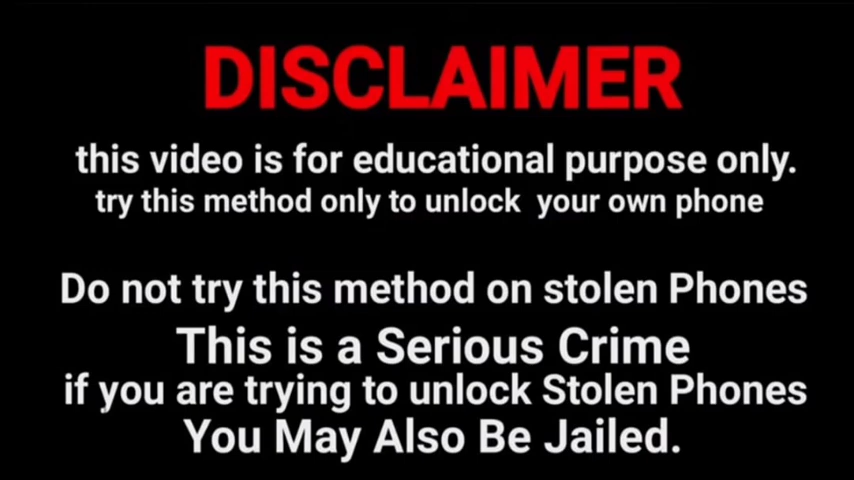 DISCLAIMER
this video is for educational purpose only.
try this method only to unlock your own phone
Do not try this method on stolen Phones
This is a Serious Crime
if you are trying to unlock Stolen Phones
You May Also Be Jailed.